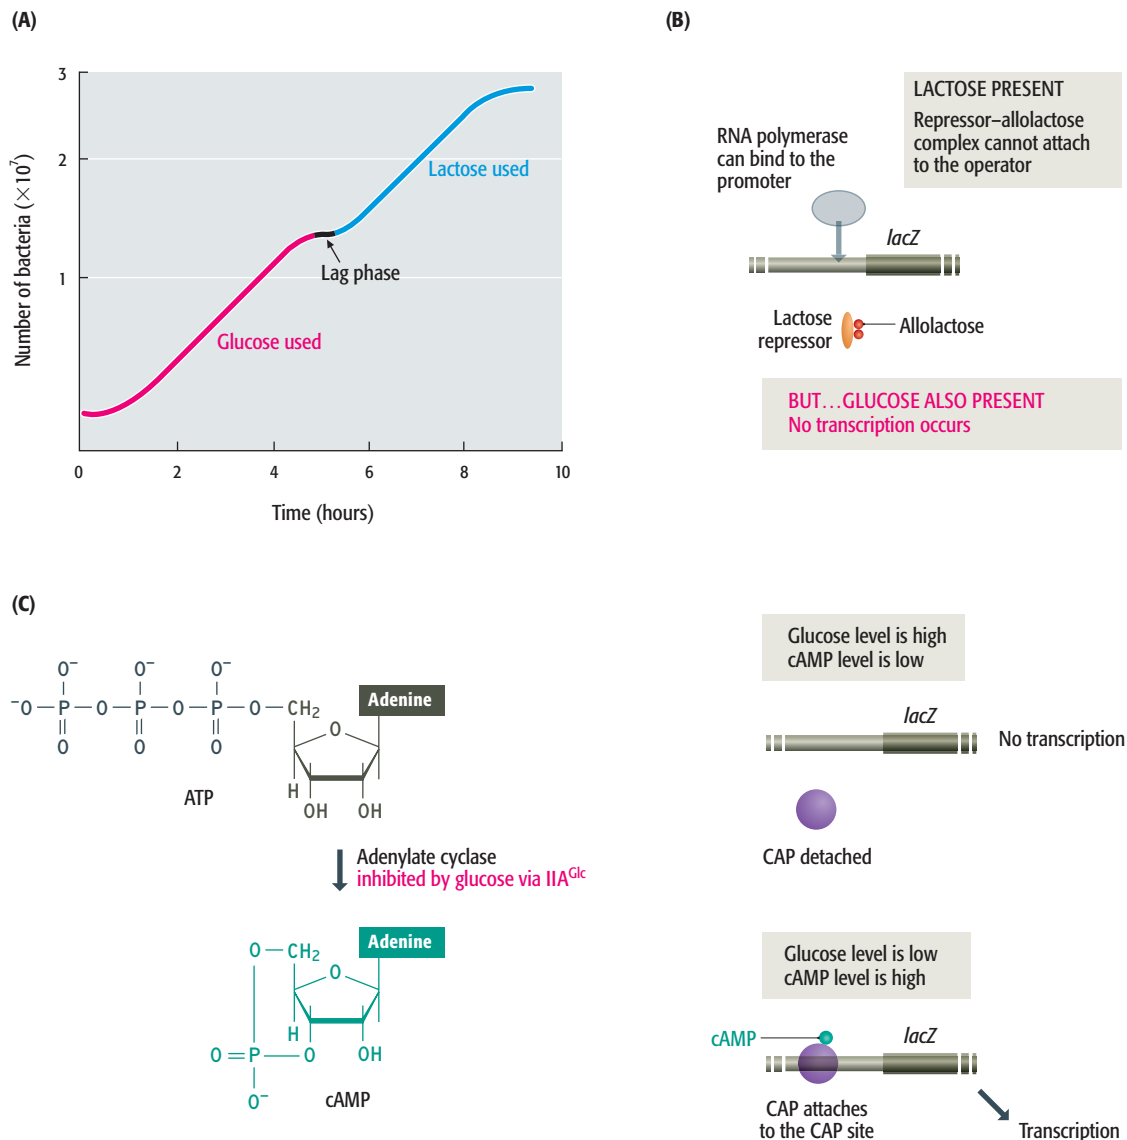 (A)
3
2
1
Number of bacteria (×10⁷)
Glucose used
Lag phase
Lactose used
0 2 4 6 8 10
Time (hours)
(B)
LACTOSE PRESENT
Repressor–allolactose
complex cannot attach
to the operator
RNA polymerase
can bind to the
promoter
lacZ
Lactose
repressor
Allolactose
BUT…GLUCOSE ALSO PRESENT
No transcription occurs
(C)
O⁻ O⁻ O⁻
⁻O—P—O—P—O—P—O—CH₂
O O O
Adenine
O
H
OH OH
ATP
Adenylate cyclase
inhibited by glucose via IIAᴳˡᶜ
O—CH₂
Adenine
O
H
O=P—O
OH
O⁻
cAMP
Glucose level is high
cAMP level is low
lacZ
No transcription
CAP detached
Glucose level is low
cAMP level is high
cAMP
lacZ
CAP attaches
to the CAP site
Transcription